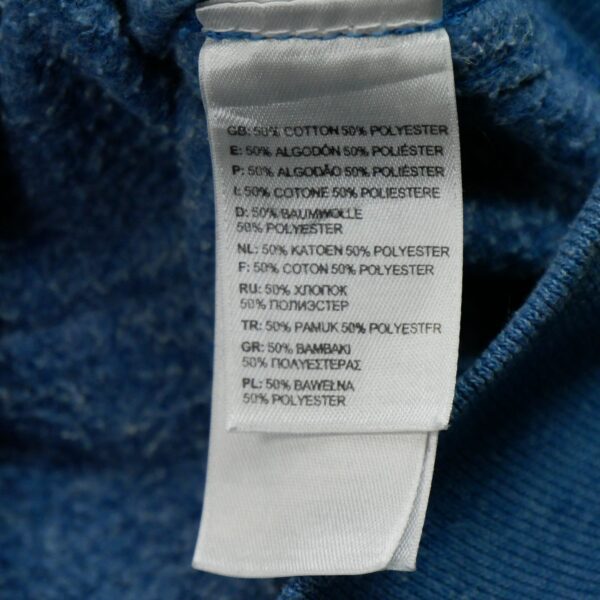 GB: 50% COTTON 50% POLYESTER
E: 50% ALGODÓN 50% POLIÉSTER
P: 50% ALGODÃO 50% POLIÉSTER
I: 50% COTONE 50% POLIESTERE
D: 50% BAUMWOLLE
50% POLYESTER
NL: 50% KATOEN 50% POLYESTER
F: 50% COTON 50% POLYESTER
RU: 50% ХЛОПОК
50% ПОЛИЭСТЕР
TR: 50% PAMUK 50% POLYESTER
GR: 50% ΒΑΜΒΑΚΙ
50% ΠΟΛΥΕΣΤΕΡΑΣ
PL: 50% BAWEŁNA
50% POLYESTER